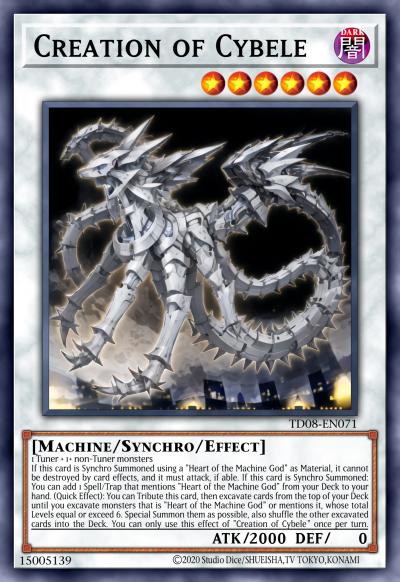 CREATION OF CYBELE
DARK
闇
TD08-EN071
[MACHINE/SYNCHRO/EFFECT]
1 Tuner + 1+ non-Tuner monsters
If this card is Synchro Summoned using a "Heart of the Machine God" as Material, it cannot
be destroyed by card effects, and it must attack, if able. If this card is Synchro Summoned:
You can add 1 Spell/Trap that mentions "Heart of the Machine God" from your Deck to your
hand. (Quick Effect): You can Tribute this card, then excavate cards from the top of your Deck
until you excavate monsters that is "Heart of the Machine God" or mentions it, whose total
Levels equal or exceed 6. Special Summon them as possible, also shuffle the other excavated
cards into the Deck. You can only use this effect of "Creation of Cybele" once per turn.
ATK/2000 DEF/ 0
15005139
©2020 Studio Dice/SHUEISHA,TV TOKYO,KONAMI